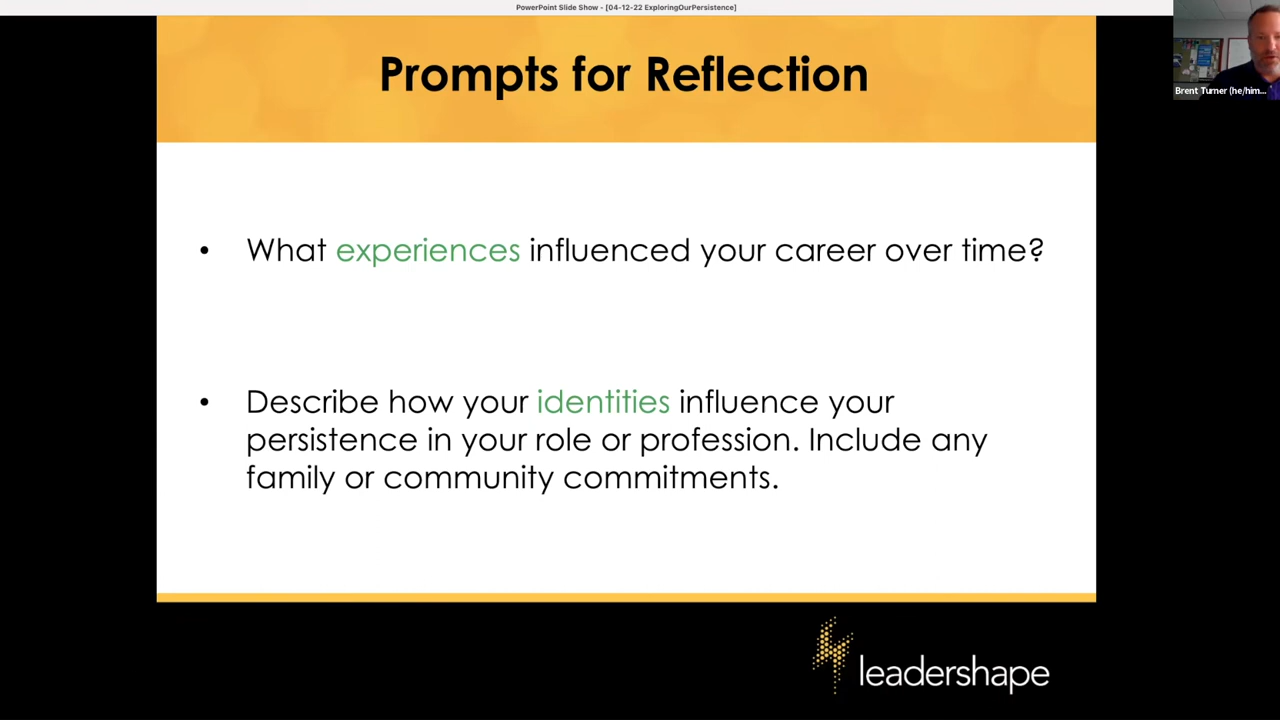 PowerPoint Slide Show - [04-12-22 ExploringOurPersistence]
Prompts for Reflection
Brent Turner (he/him...
• What experiences influenced your career over time?
• Describe how your identities influence your
persistence in your role or profession. Include any
family or community commitments.
leadershape